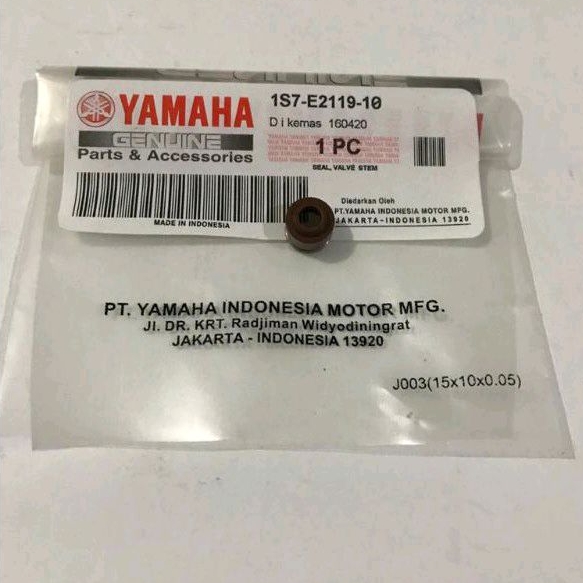 YAMAHA
GENUINE
Parts & Accessories
1S7-E2119-10
Di kemas 160420
1 PC
SEAL, VALVE STEM
MADE IN INDONESIA
Diedarkan Oleh
PT.YAMAHA INDONESIA MOTOR MFG.
JAKARTA-INDONESIA 13920
PT. YAMAHA INDONESIA MOTOR MFG.
JI. DR. KRT. Radjiman Widyodiningrat
JAKARTA - INDONESIA 13920
J003(15x10x0.05)